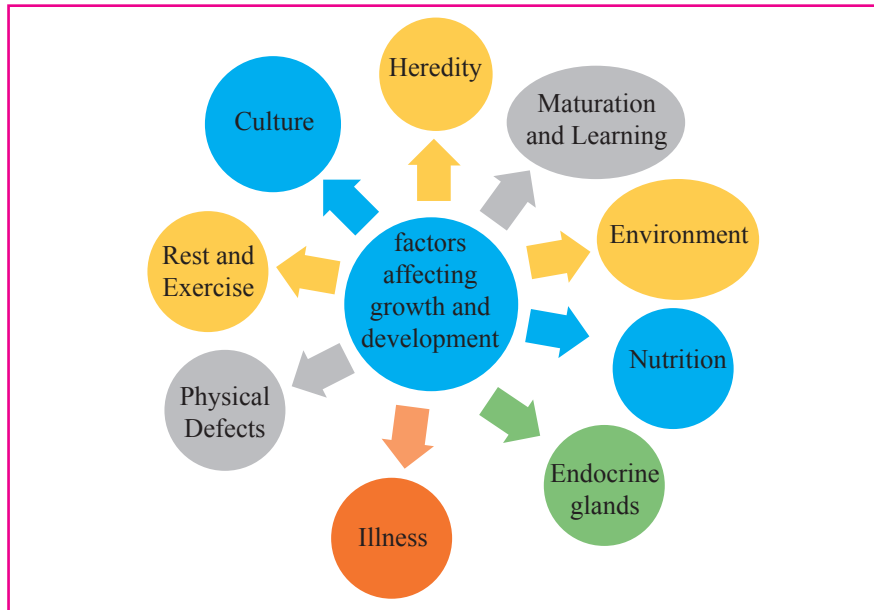 Heredity
Maturation
and Learning
Environment
Nutrition
Endocrine
glands
Illness
Physical
Defects
Rest and
Exercise
Culture
factors
affecting
growth and
development